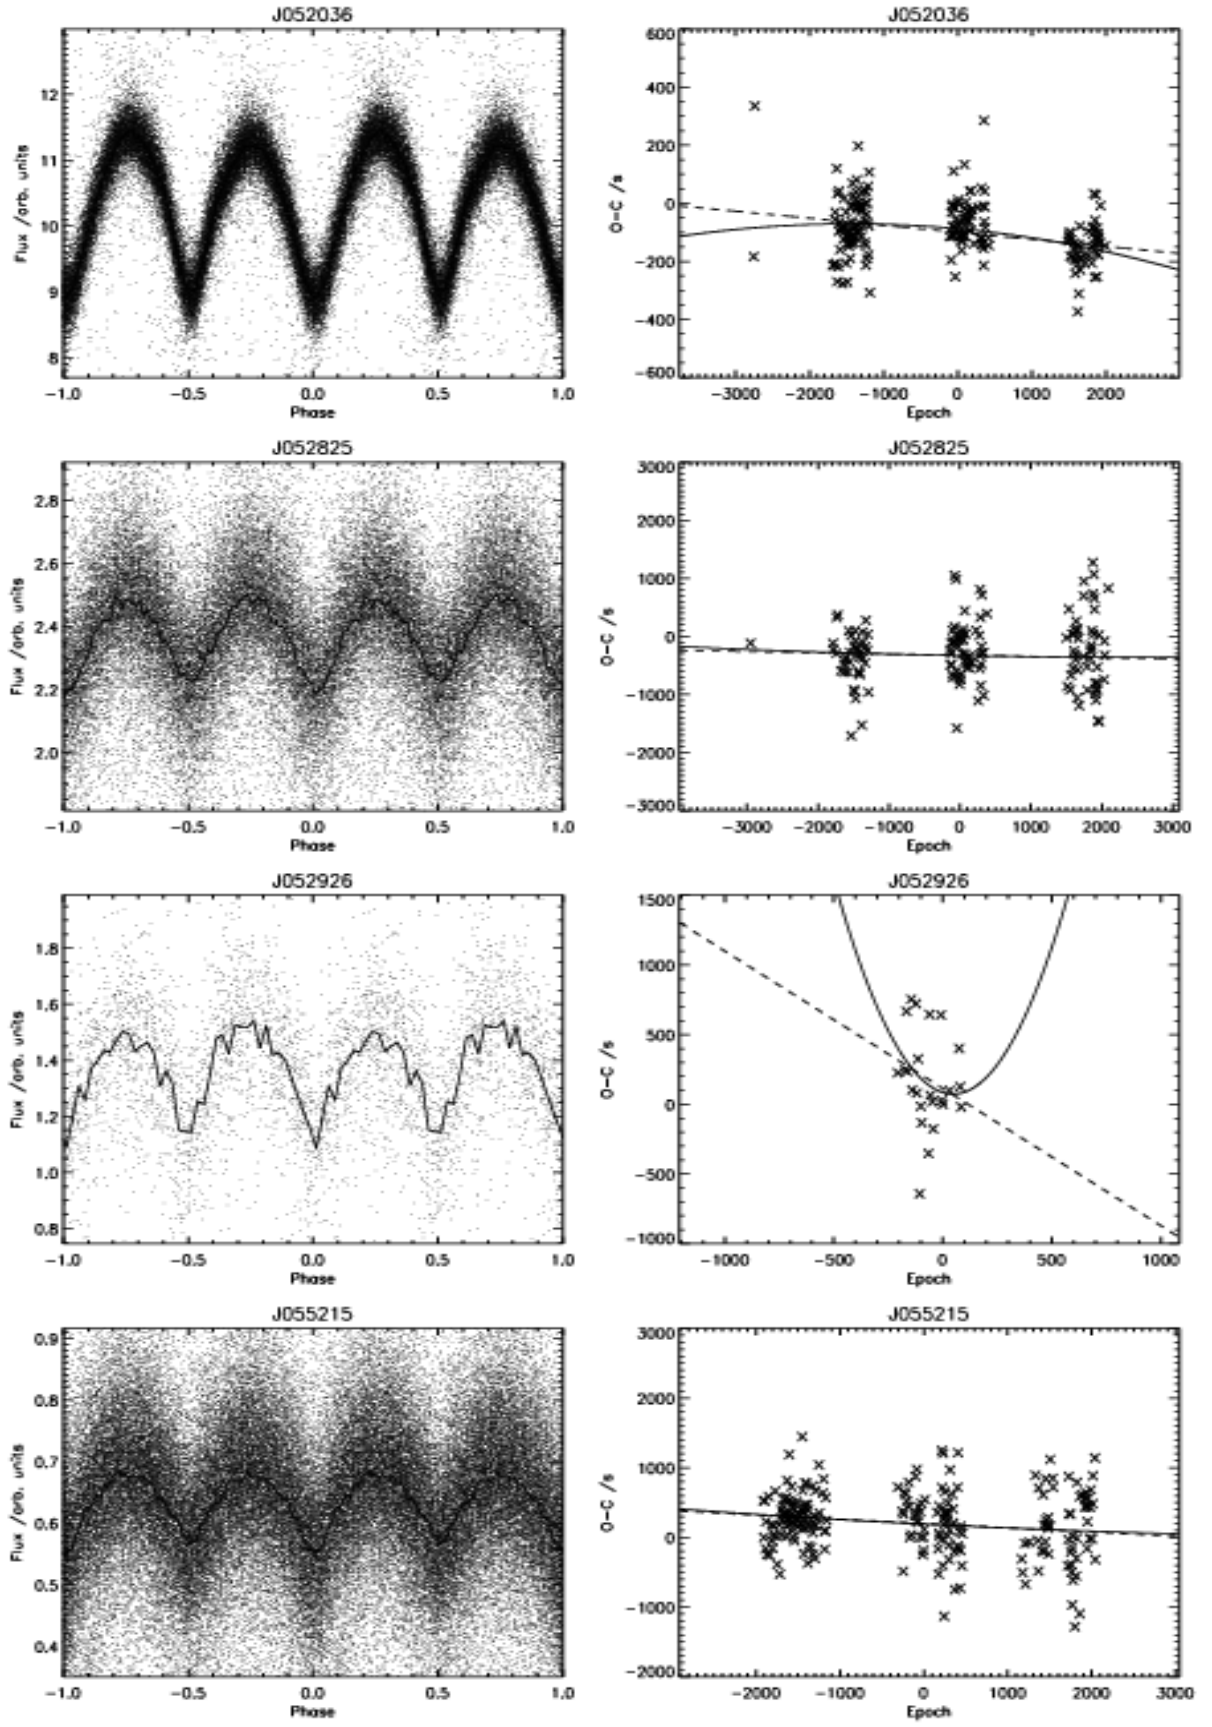 J052036 J052036
12
11
10
9
8
Flux /arb. units
-1.0 -0.5 0.0 0.5 1.0
Phase
600
400
200
0
-200
-400
-600
O-C /s
-3000 -2000 -1000 0 1000 2000
Epoch
J052825 J052825
2.8
2.6
2.4
2.2
2.0
Flux /arb. units
-1.0 -0.5 0.0 0.5 1.0
Phase
3000
2000
1000
0
-1000
-2000
-3000
O-C /s
-3000 -2000 -1000 0 1000 2000 3000
Epoch
J052926 J052926
1.8
1.6
1.4
1.2
1.0
0.8
Flux /arb. units
-1.0 -0.5 0.0 0.5 1.0
Phase
1500
1000
500
0
-500
-1000
O-C /s
-1000 -500 0 500 1000
Epoch
J055215 J055215
0.9
0.8
0.7
0.6
0.5
0.4
Flux /arb. units
-1.0 -0.5 0.0 0.5 1.0
Phase
3000
2000
1000
0
-1000
-2000
O-C /s
-2000 -1000 0 1000 2000 3000
Epoch